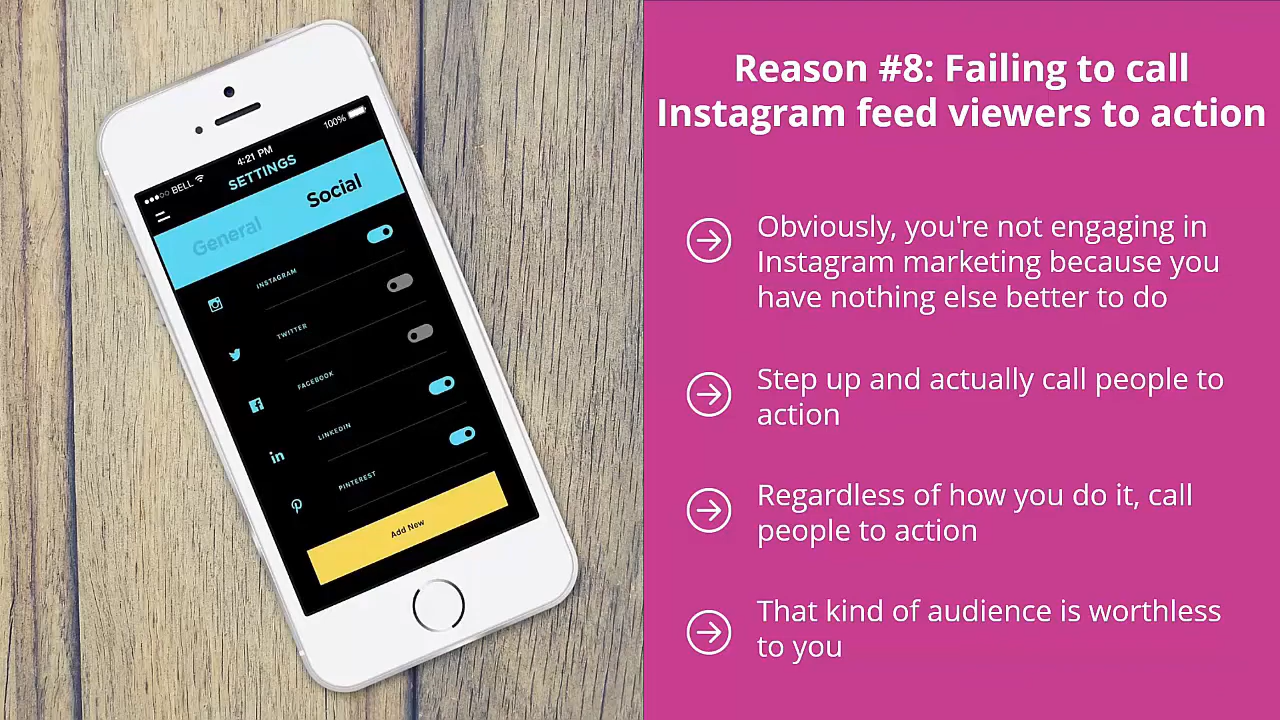 100%
BELL
4:21 PM
SETTINGS
General
Social
INSTAGRAM
TWITTER
FACEBOOK
LINKEDIN
PINTEREST
Add New
Reason #8: Failing to call
Instagram feed viewers to action
Obviously, you're not engaging in
Instagram marketing because you
have nothing else better to do
Step up and actually call people to
action
Regardless of how you do it, call
people to action
That kind of audience is worthless
to you